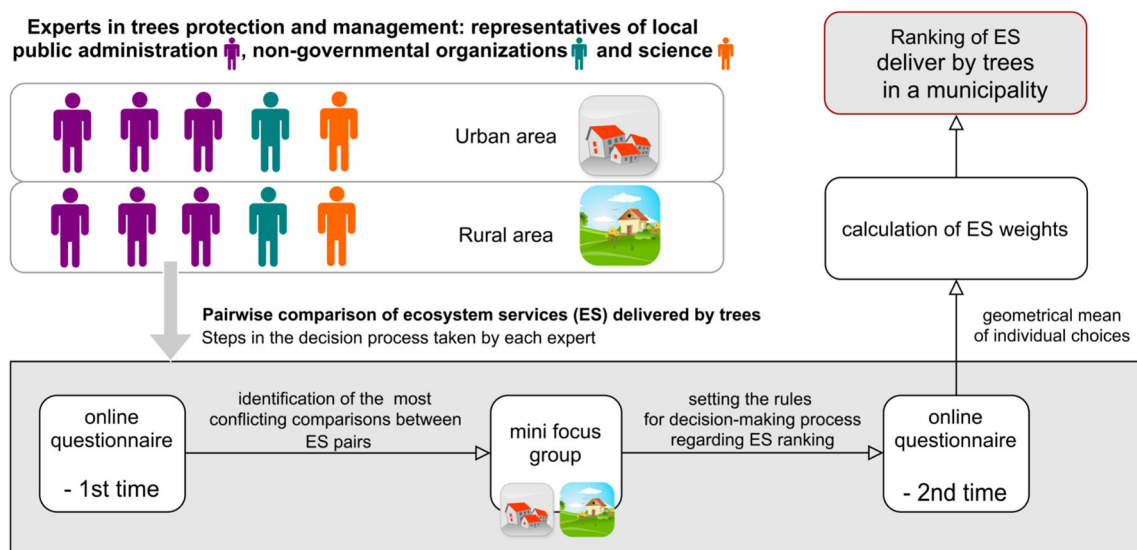 Experts in trees protection and management: representatives of local
public administration , non-governmental organizations and science
Urban area
Rural area
Pairwise comparison of ecosystem services (ES) delivered by trees
Steps in the decision process taken by each expert
online
questionnaire
- 1st time
identification of the most
conflicting comparisons between
ES pairs
mini focus
group
setting the rules
for decision-making process
regarding ES ranking
online
questionnaire
- 2nd time
geometrical mean
of individual choices
calculation of ES weights
Ranking of ES
deliver by trees
in a municipality